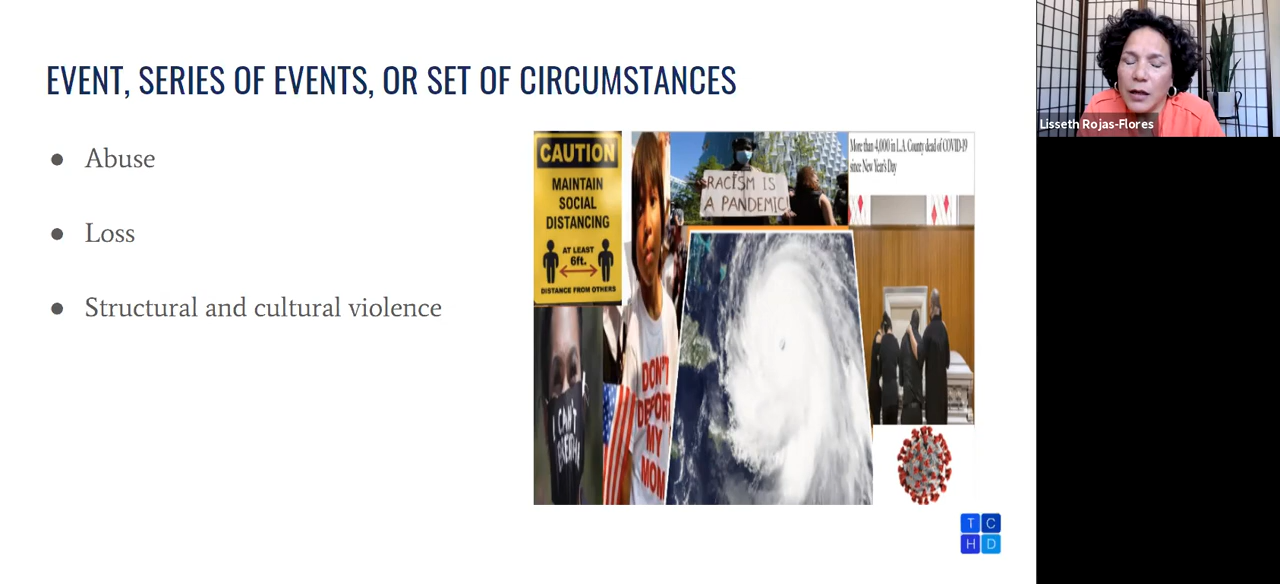 EVENT, SERIES OF EVENTS, OR SET OF CIRCUMSTANCES
● Abuse
● Loss
● Structural and cultural violence
CAUTION
MAINTAIN
SOCIAL
DISTANCING
AT LEAST
6ft.
DISTANCE FROM OTHERS
RACISM IS
A PANDEMIC!
More than 4,000 in L.A. County dead of COVID-19
since New Year's Day
I CAN'T
BREATHE
DON'T
DEPORT
MY
MOM
T C
H D
Lisseth Rojas-Flores